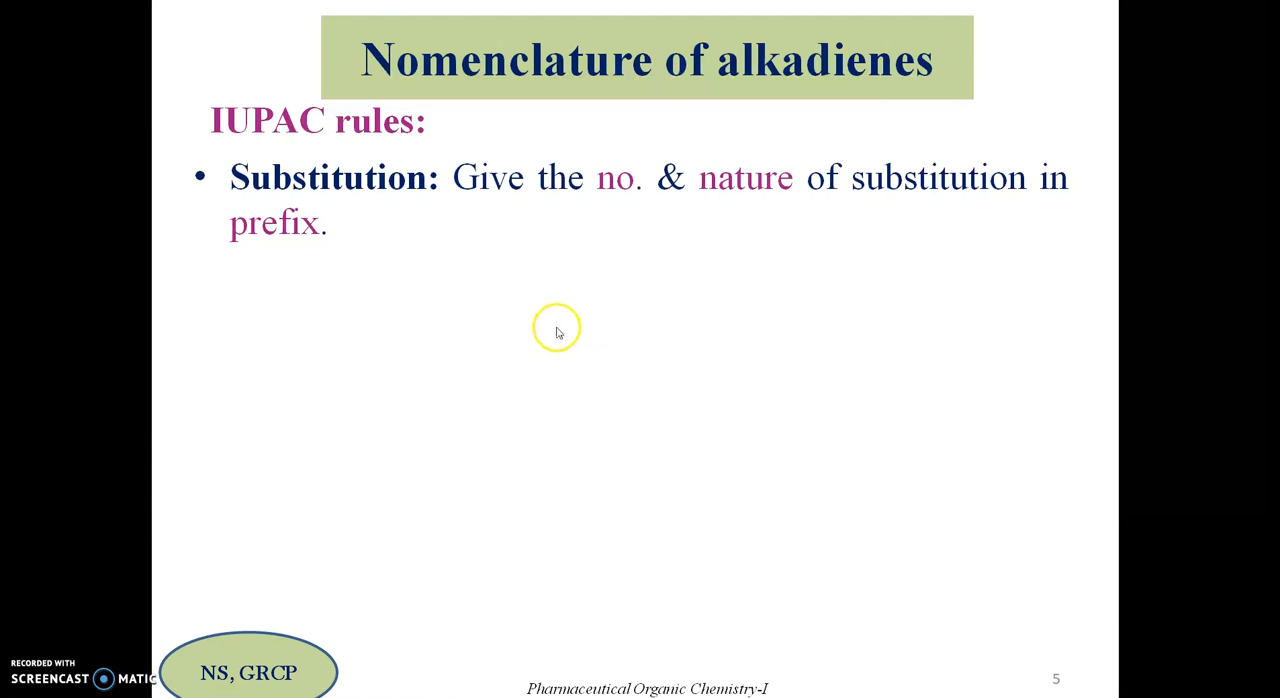 Nomenclature of alkadienes
IUPAC rules:
• Substitution: Give the no. & nature of substitution in
prefix.
NS, GRCP
RECORDED WITH
SCREENCAST MATIC
Pharmaceutical Organic Chemistry-I
5